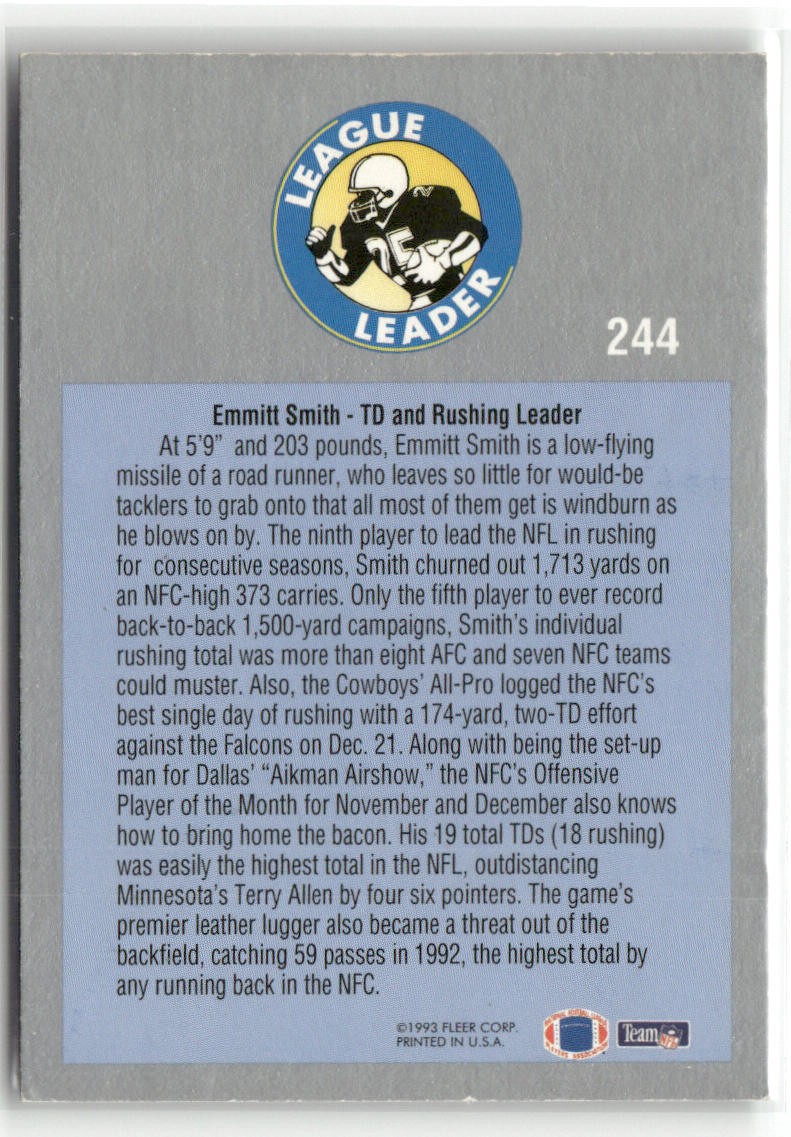 LEAGUE
25
LEADER
244
Emmitt Smith - TD and Rushing Leader
At 5'9" and 203 pounds, Emmitt Smith is a low-flying
missile of a road runner, who leaves so little for would-be
tacklers to grab onto that all most of them get is windburn as
he blows on by. The ninth player to lead the NFL in rushing
for consecutive seasons, Smith churned out 1,713 yards on
an NFC-high 373 carries. Only the fifth player to ever record
back-to-back 1,500-yard campaigns, Smith's individual
rushing total was more than eight AFC and seven NFC teams
could muster. Also, the Cowboys' All-Pro logged the NFC's
best single day of rushing with a 174-yard, two-TD effort
against the Falcons on Dec. 21. Along with being the set-up
man for Dallas' "Aikman Airshow," the NFC's Offensive
Player of the Month for November and December also knows
how to bring home the bacon. His 19 total TDs (18 rushing)
was easily the highest total in the NFL, outdistancing
Minnesota's Terry Allen by four six pointers. The game's
premier leather lugger also became a threat out of the
backfield, catching 59 passes in 1992, the highest total by
any running back in the NFC.
©1993 FLEER CORP.
PRINTED IN U.S.A.
NATIONAL FOOTBALL LEAGUE
PLAYERS ASSOCIATION
Team NFL